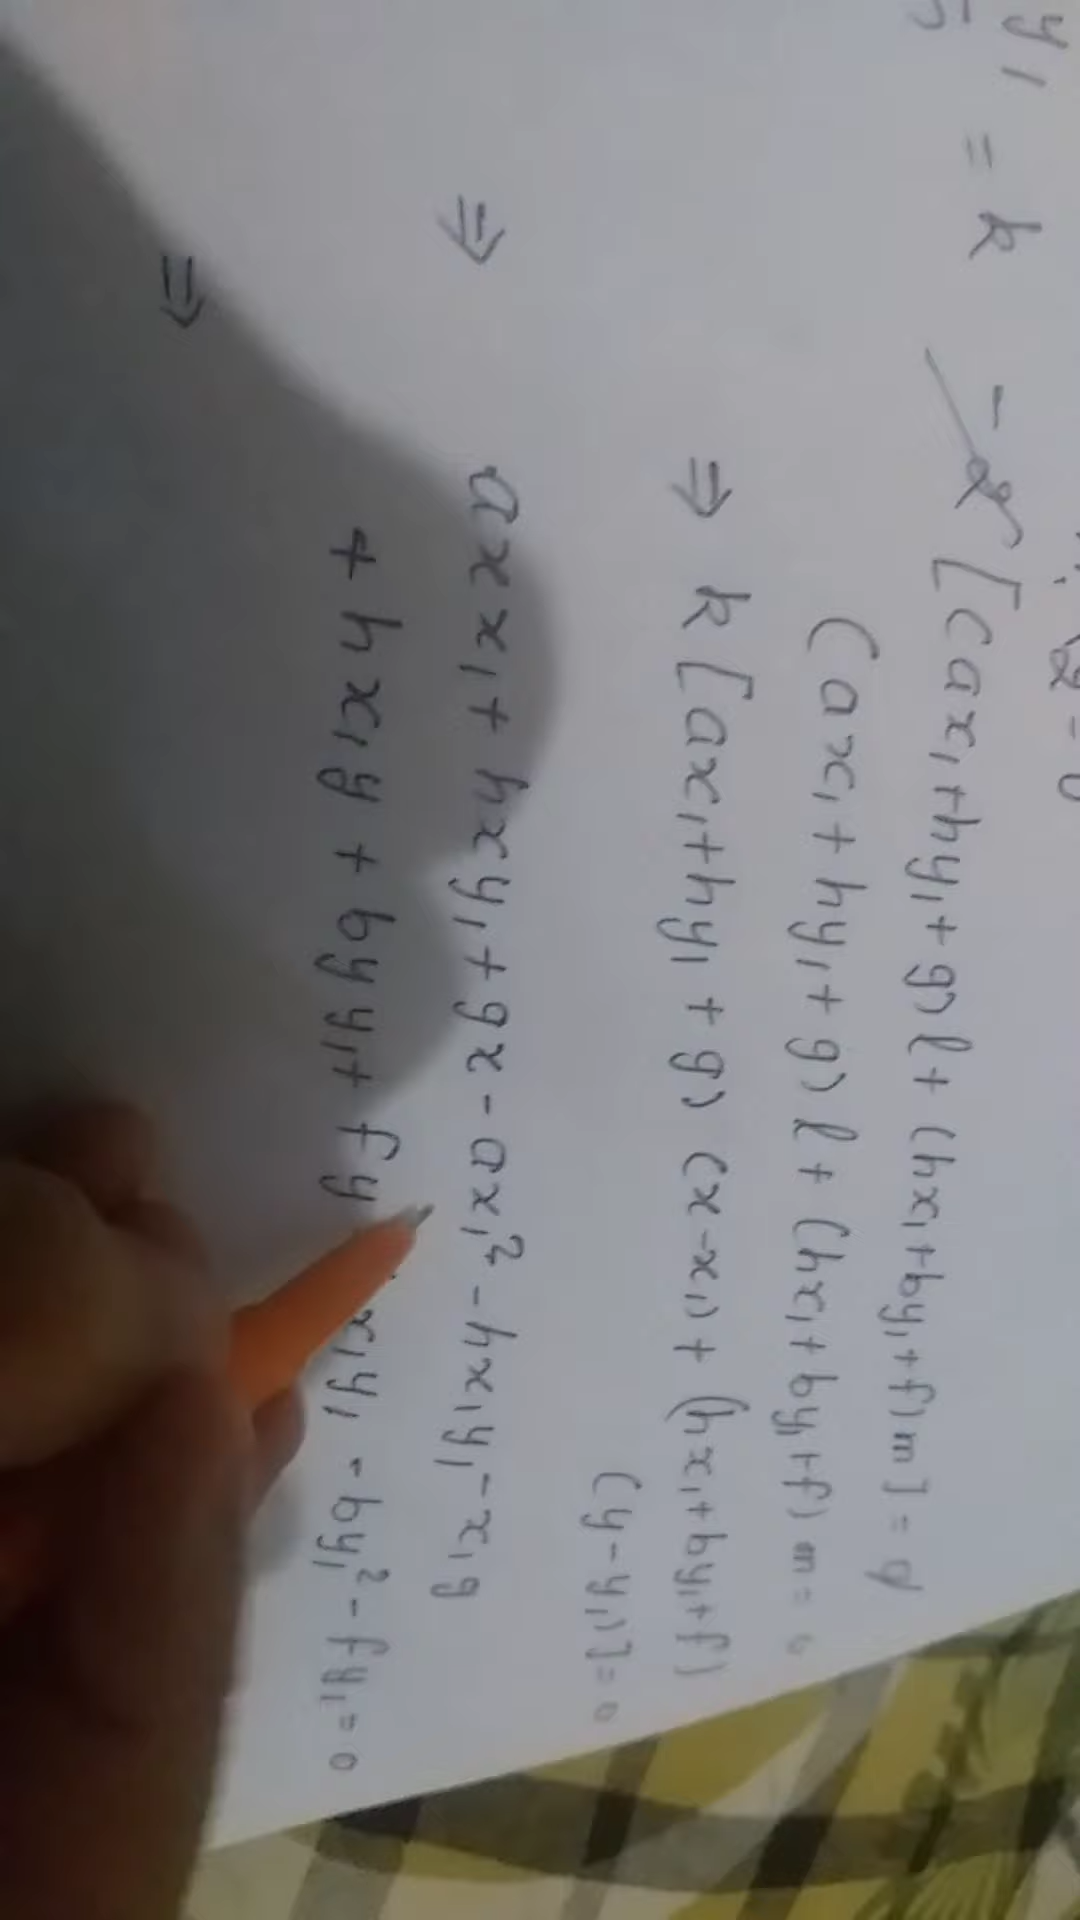 y1 = k
-2 [(ax1+hy1+g)l+(hx1+by1+f)m] = 0
(ax1+hy1+g)l+(hx1+by1+f)m=0
⇒ k[ax1+hy1+g)(x-x1)+(hx1+by1+f)
(y-y1)]=0
⇒ axx1+hxy1+gx-ax1²-hx1y1-x1g
+hx1y+byy1+fy x1y1-by1²-fy1=0
⇒